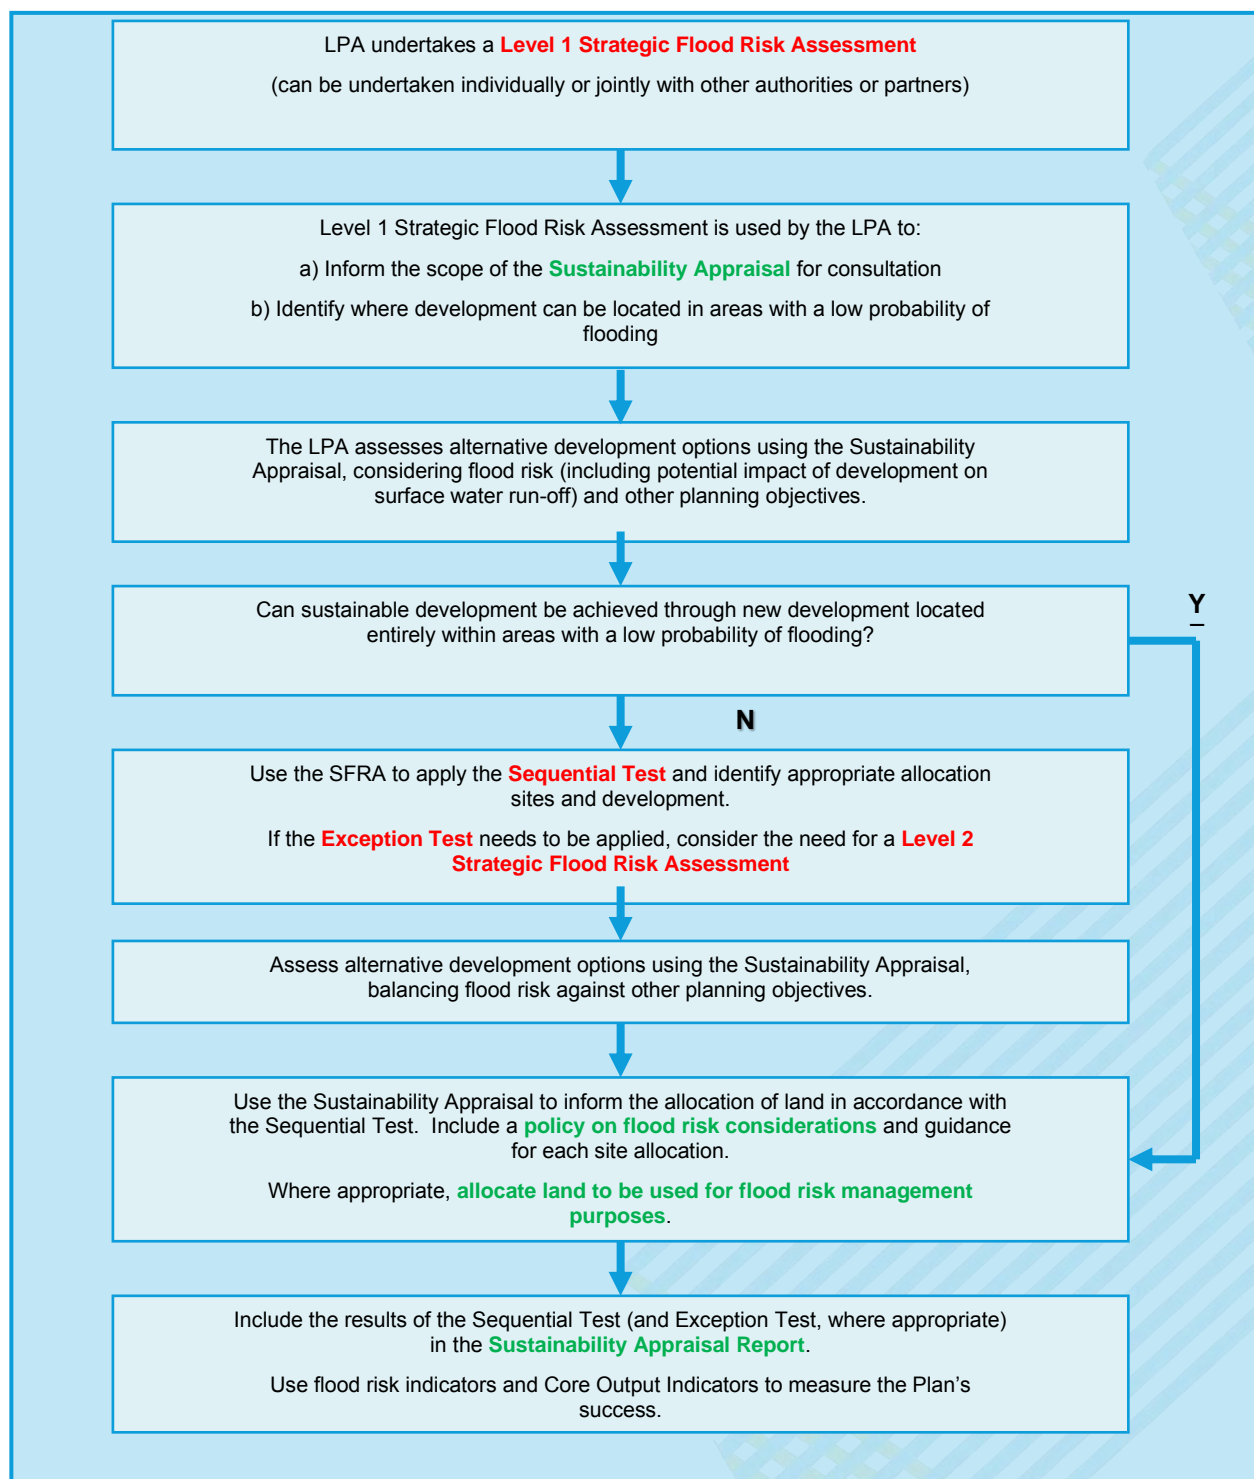 LPA undertakes a Level 1 Strategic Flood Risk Assessment
(can be undertaken individually or jointly with other authorities or partners)
Level 1 Strategic Flood Risk Assessment is used by the LPA to:
a) Inform the scope of the Sustainability Appraisal for consultation
b) Identify where development can be located in areas with a low probability of
flooding
The LPA assesses alternative development options using the Sustainability
Appraisal, considering flood risk (including potential impact of development on
surface water run-off) and other planning objectives.
Can sustainable development be achieved through new development located
entirely within areas with a low probability of flooding?
Y
N
Use the SFRA to apply the Sequential Test and identify appropriate allocation
sites and development.
If the Exception Test needs to be applied, consider the need for a Level 2
Strategic Flood Risk Assessment
Assess alternative development options using the Sustainability Appraisal,
balancing flood risk against other planning objectives.
Use the Sustainability Appraisal to inform the allocation of land in accordance with
the Sequential Test.  Include a policy on flood risk considerations and guidance
for each site allocation.
Where appropriate, allocate land to be used for flood risk management
purposes.
Include the results of the Sequential Test (and Exception Test, where appropriate)
in the Sustainability Appraisal Report.
Use flood risk indicators and Core Output Indicators to measure the Plan’s
success.